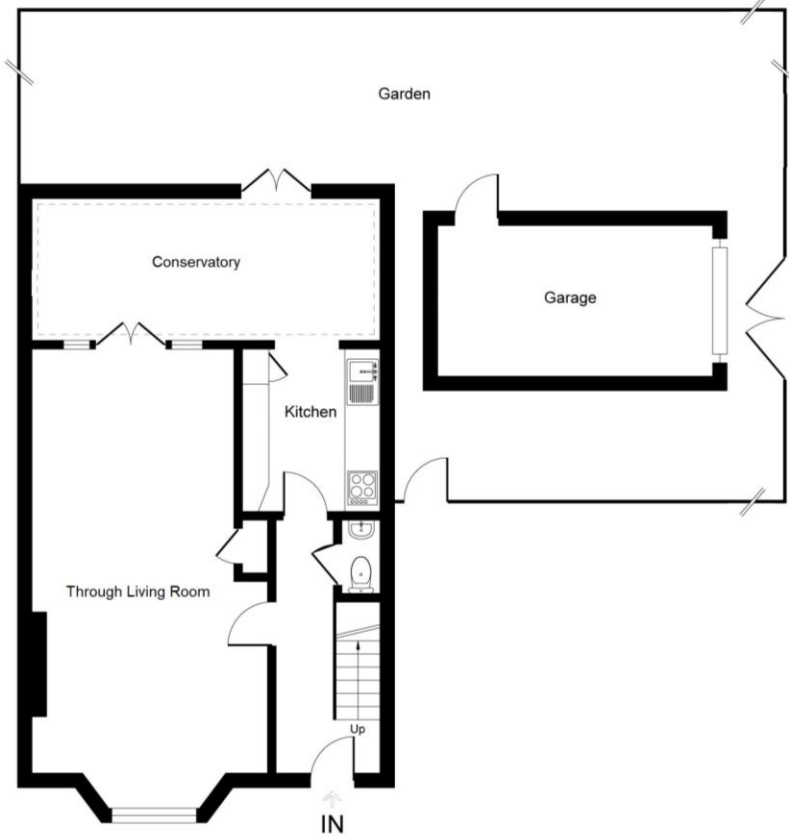 Garden
Conservatory
Garage
Kitchen
Through Living Room
Up
IN